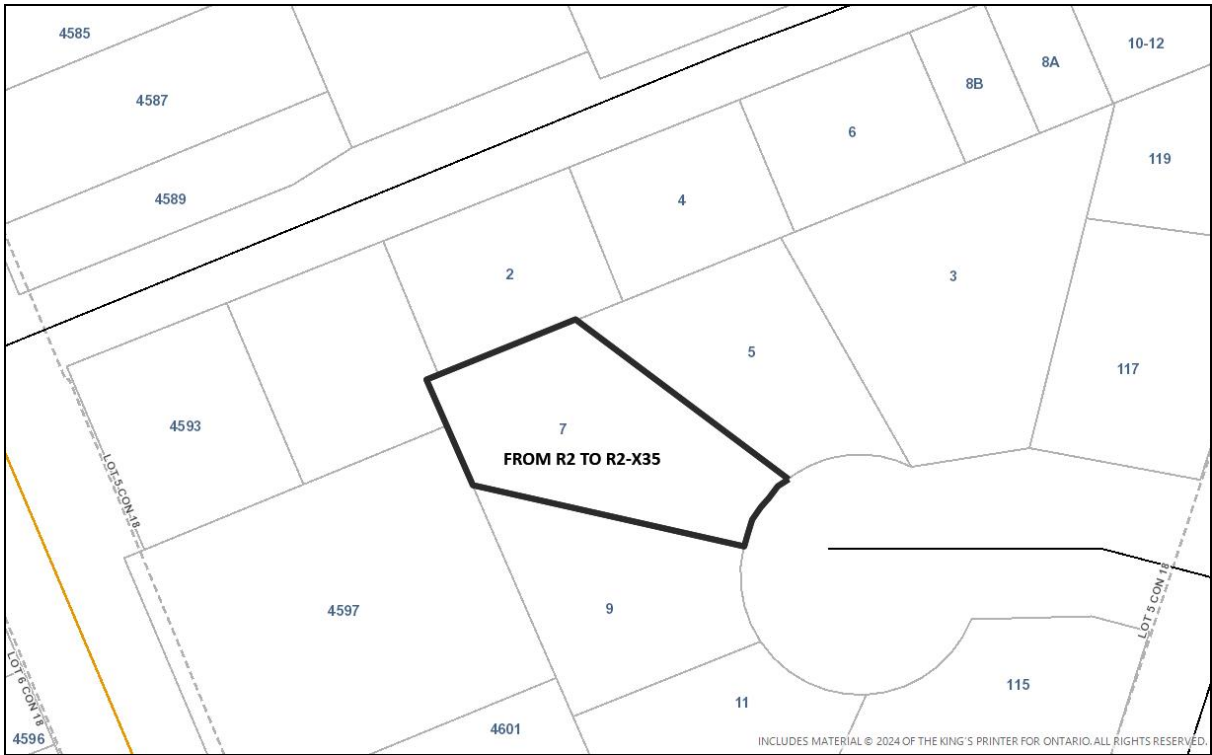 4585
10-12
8A
8B
4587
6
119
4589
4
2
3
5
117
4593
7
FROM R2 TO R2-X35
LOT 5 CON 18
LOT 5 CON 18
4597
9
LOT 6 CON 18
115
11
4601
4596
INCLUDES MATERIAL © 2024 OF THE KING'S PRINTER FOR ONTARIO. ALL RIGHTS RESERVED.